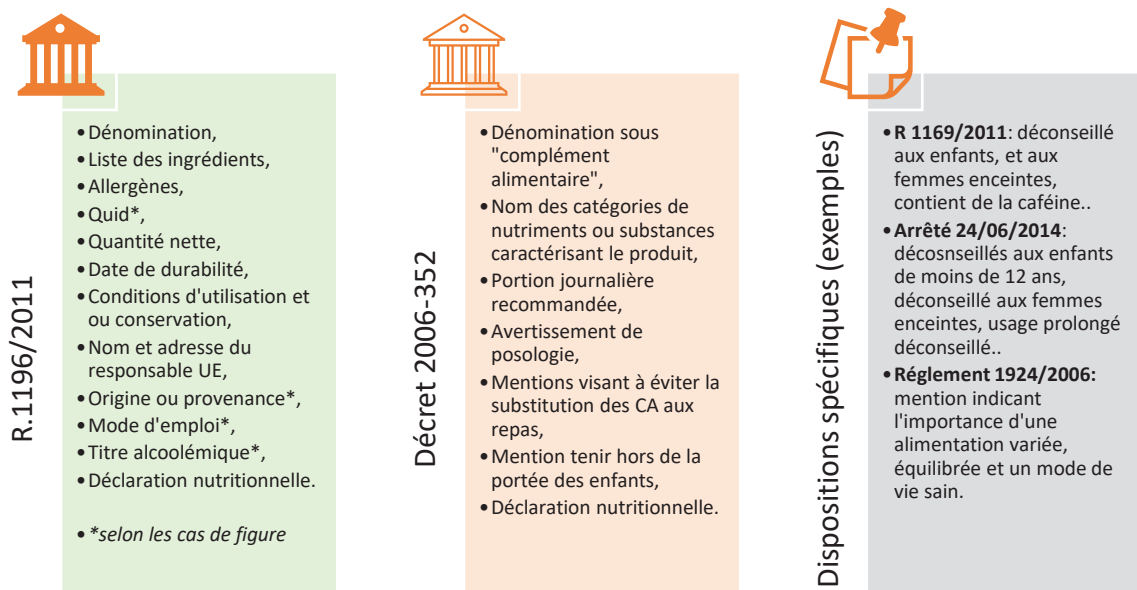 R.1196/2011
•Dénomination,
•Liste des ingrédients,
•Allergènes,
•Quid*,
•Quantité nette,
•Date de durabilité,
•Conditions d'utilisation et
ou conservation,
•Nom et adresse du
responsable UE,
•Origine ou provenance*,
•Mode d'emploi*,
•Titre alcoolémique*,
•Déclaration nutritionnelle.
•*selon les cas de figure
Décret 2006-352
•Dénomination sous
"complément
alimentaire",
•Nom des catégories de
nutriments ou substances
caractérisant le produit,
•Portion journalière
recommandée,
•Avertissement de
posologie,
•Mentions visant à éviter la
substitution des CA aux
repas,
•Mention tenir hors de la
portée des enfants,
•Déclaration nutritionnelle.
Dispositions spécifiques (exemples)
•R 1169/2011: déconseillé
aux enfants, et aux
femmes enceintes,
contient de la caféine..
•Arrêté 24/06/2014:
décosnseillés aux enfants
de moins de 12 ans,
déconseillé aux femmes
enceintes, usage prolongé
déconseillé..
•Réglement 1924/2006:
mention indicant
l'importance d'une
alimentation variée,
équilibrée et un mode de
vie sain.